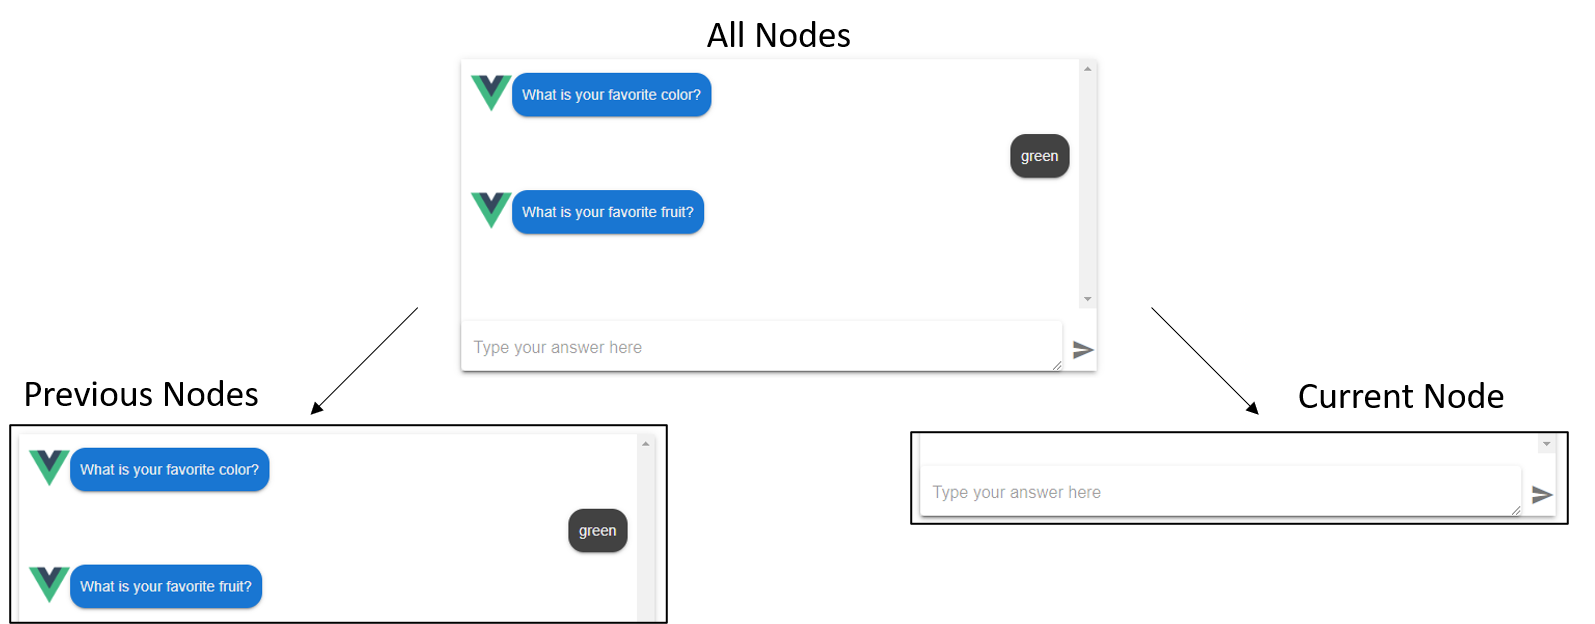 All Nodes
What is your favorite color?
green
What is your favorite fruit?
Type your answer here
Previous Nodes
What is your favorite color?
green
What is your favorite fruit?
Current Node
Type your answer here